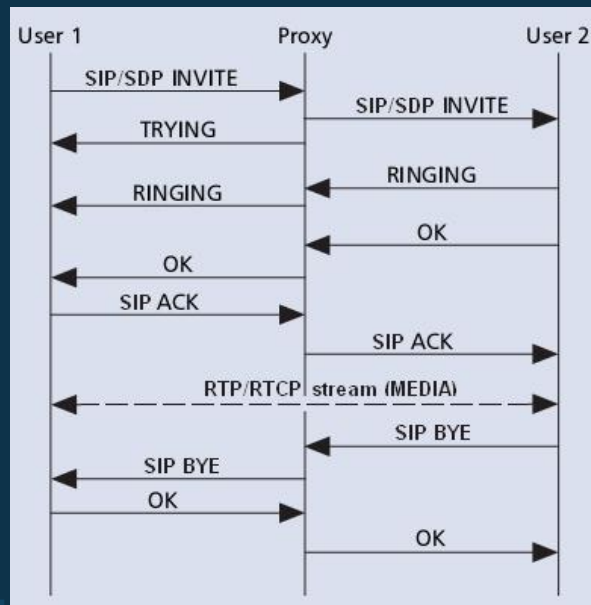 User 1 Proxy User 2
SIP/SDP INVITE
SIP/SDP INVITE
TRYING
RINGING
RINGING
OK
OK
SIP ACK
SIP ACK
RTP/RTCP stream (MEDIA)
SIP BYE
SIP BYE
OK
OK